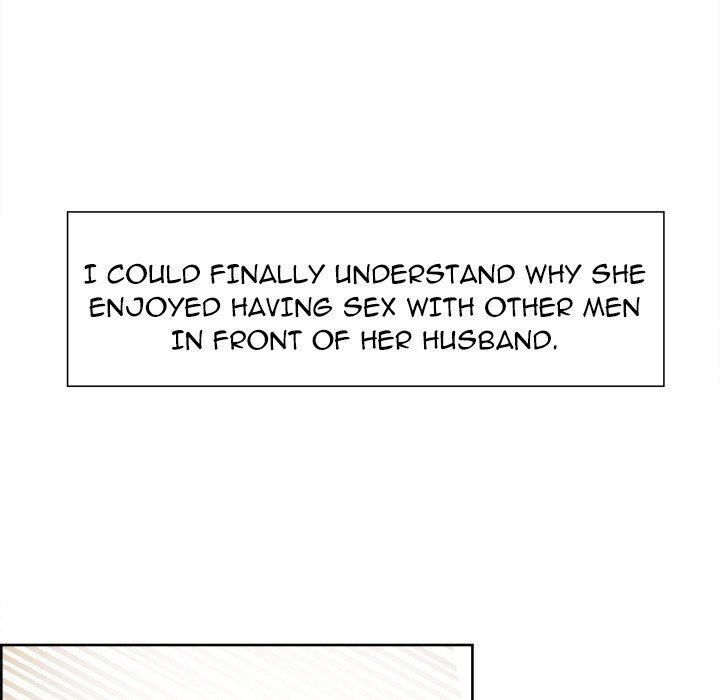 I COULD FINALLY UNDERSTAND WHY SHE
ENJOYED HAVING SEX WITH OTHER MEN
IN FRONT OF HER HUSBAND.